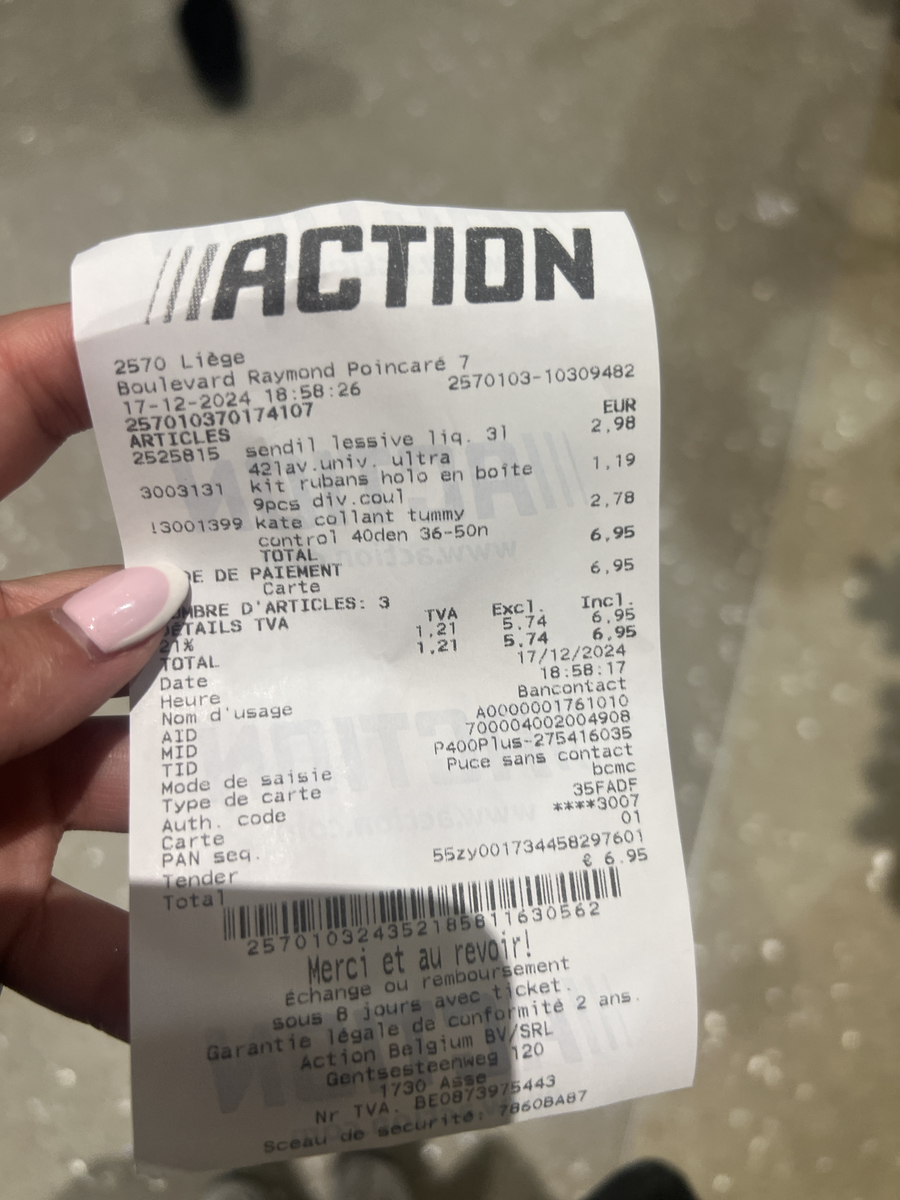 ACTION
2570 Liège
Boulevard Raymond Poincaré 7
17-12-2024 18:58:26 2570103-10309482
257010370174107
ARTICLES EUR
2525815 sendil lessive liq. 3l 2,98
42lav.univ. ultra
3003131 kit rubans holo en boîte 1,19
9pcs div.coul
!3001399 kate collant tummy 2,78
control 40den 36-50n
TOTAL 6,95
DE DE PAIEMENT
Carte 6,95
MBRE D'ARTICLES: 3
DÉTAILS TVA TVA Excl. Incl.
21% 1,21 5.74 6.95
TOTAL 1,21 5.74 6.95
Date 17/12/2024
Heure 18:58:17
Nom d'usage Bancontact
AID A0000001761010
MID 700004002004908
TID P400Plus-275416035
Mode de saisie Puce sans contact
Type de carte bcmc
Auth. code 35FADF
Carte ****3007
PAN seq. 01
Tender 55zy001734458297601
Total € 6.95
257010324352185811630562
Merci et au revoir!
Échange ou remboursement
sous 8 jours avec ticket.
Garantie légale de conformité 2 ans.
Action Belgium BV/SRL
Gentsesteenweg 120
1730 Asse
Nr TVA. BE0873975443
Sceau de sécurité: 7860BA87